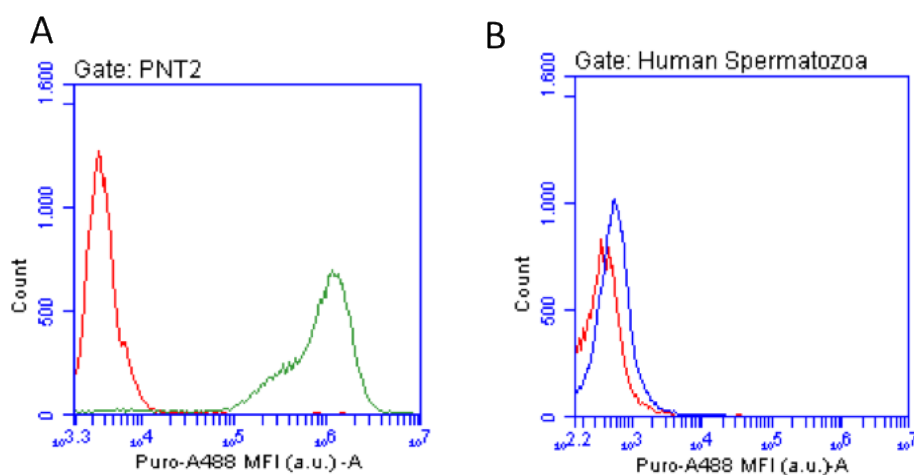 A
Gate: PNT2
1.600
1.000
500
0
Count
10^3.3 10^4 10^5 10^6 10^7
Puro-A488 MFI (a.u.) -A
B
Gate: Human Spermatozoa
1.600
1.000
500
0
Count
10^2.2 10^3 10^4 10^5 10^6 10^7
Puro-A488 MFI (a.u.)-A